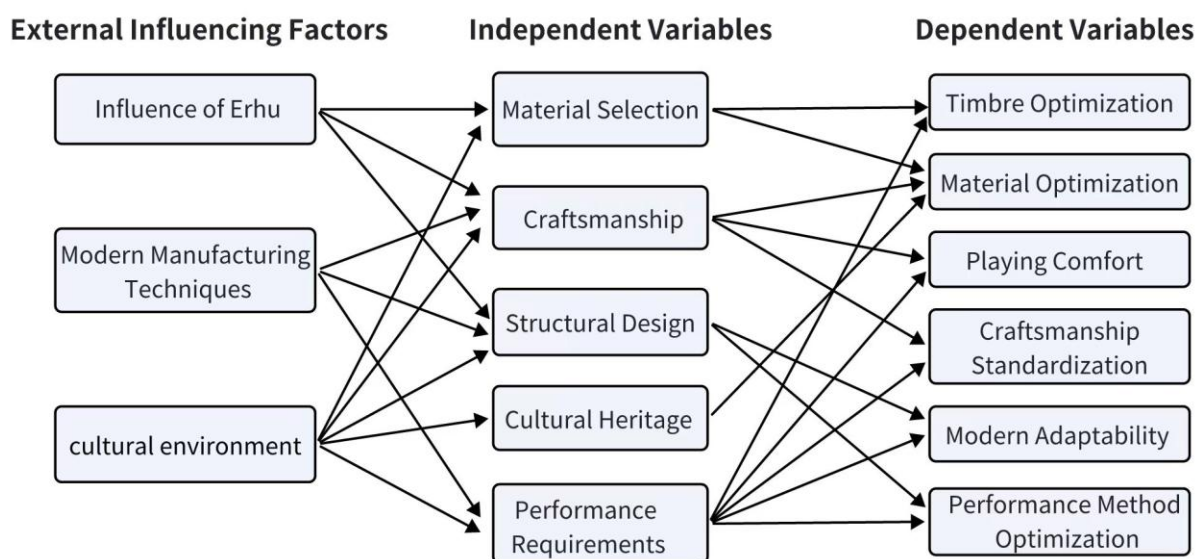 External Influencing Factors
Independent Variables
Dependent Variables
Influence of Erhu
Modern Manufacturing
Techniques
cultural environment
Material Selection
Craftsmanship
Structural Design
Cultural Heritage
Performance
Requirements
Timbre Optimization
Material Optimization
Playing Comfort
Craftsmanship
Standardization
Modern Adaptability
Performance Method
Optimization